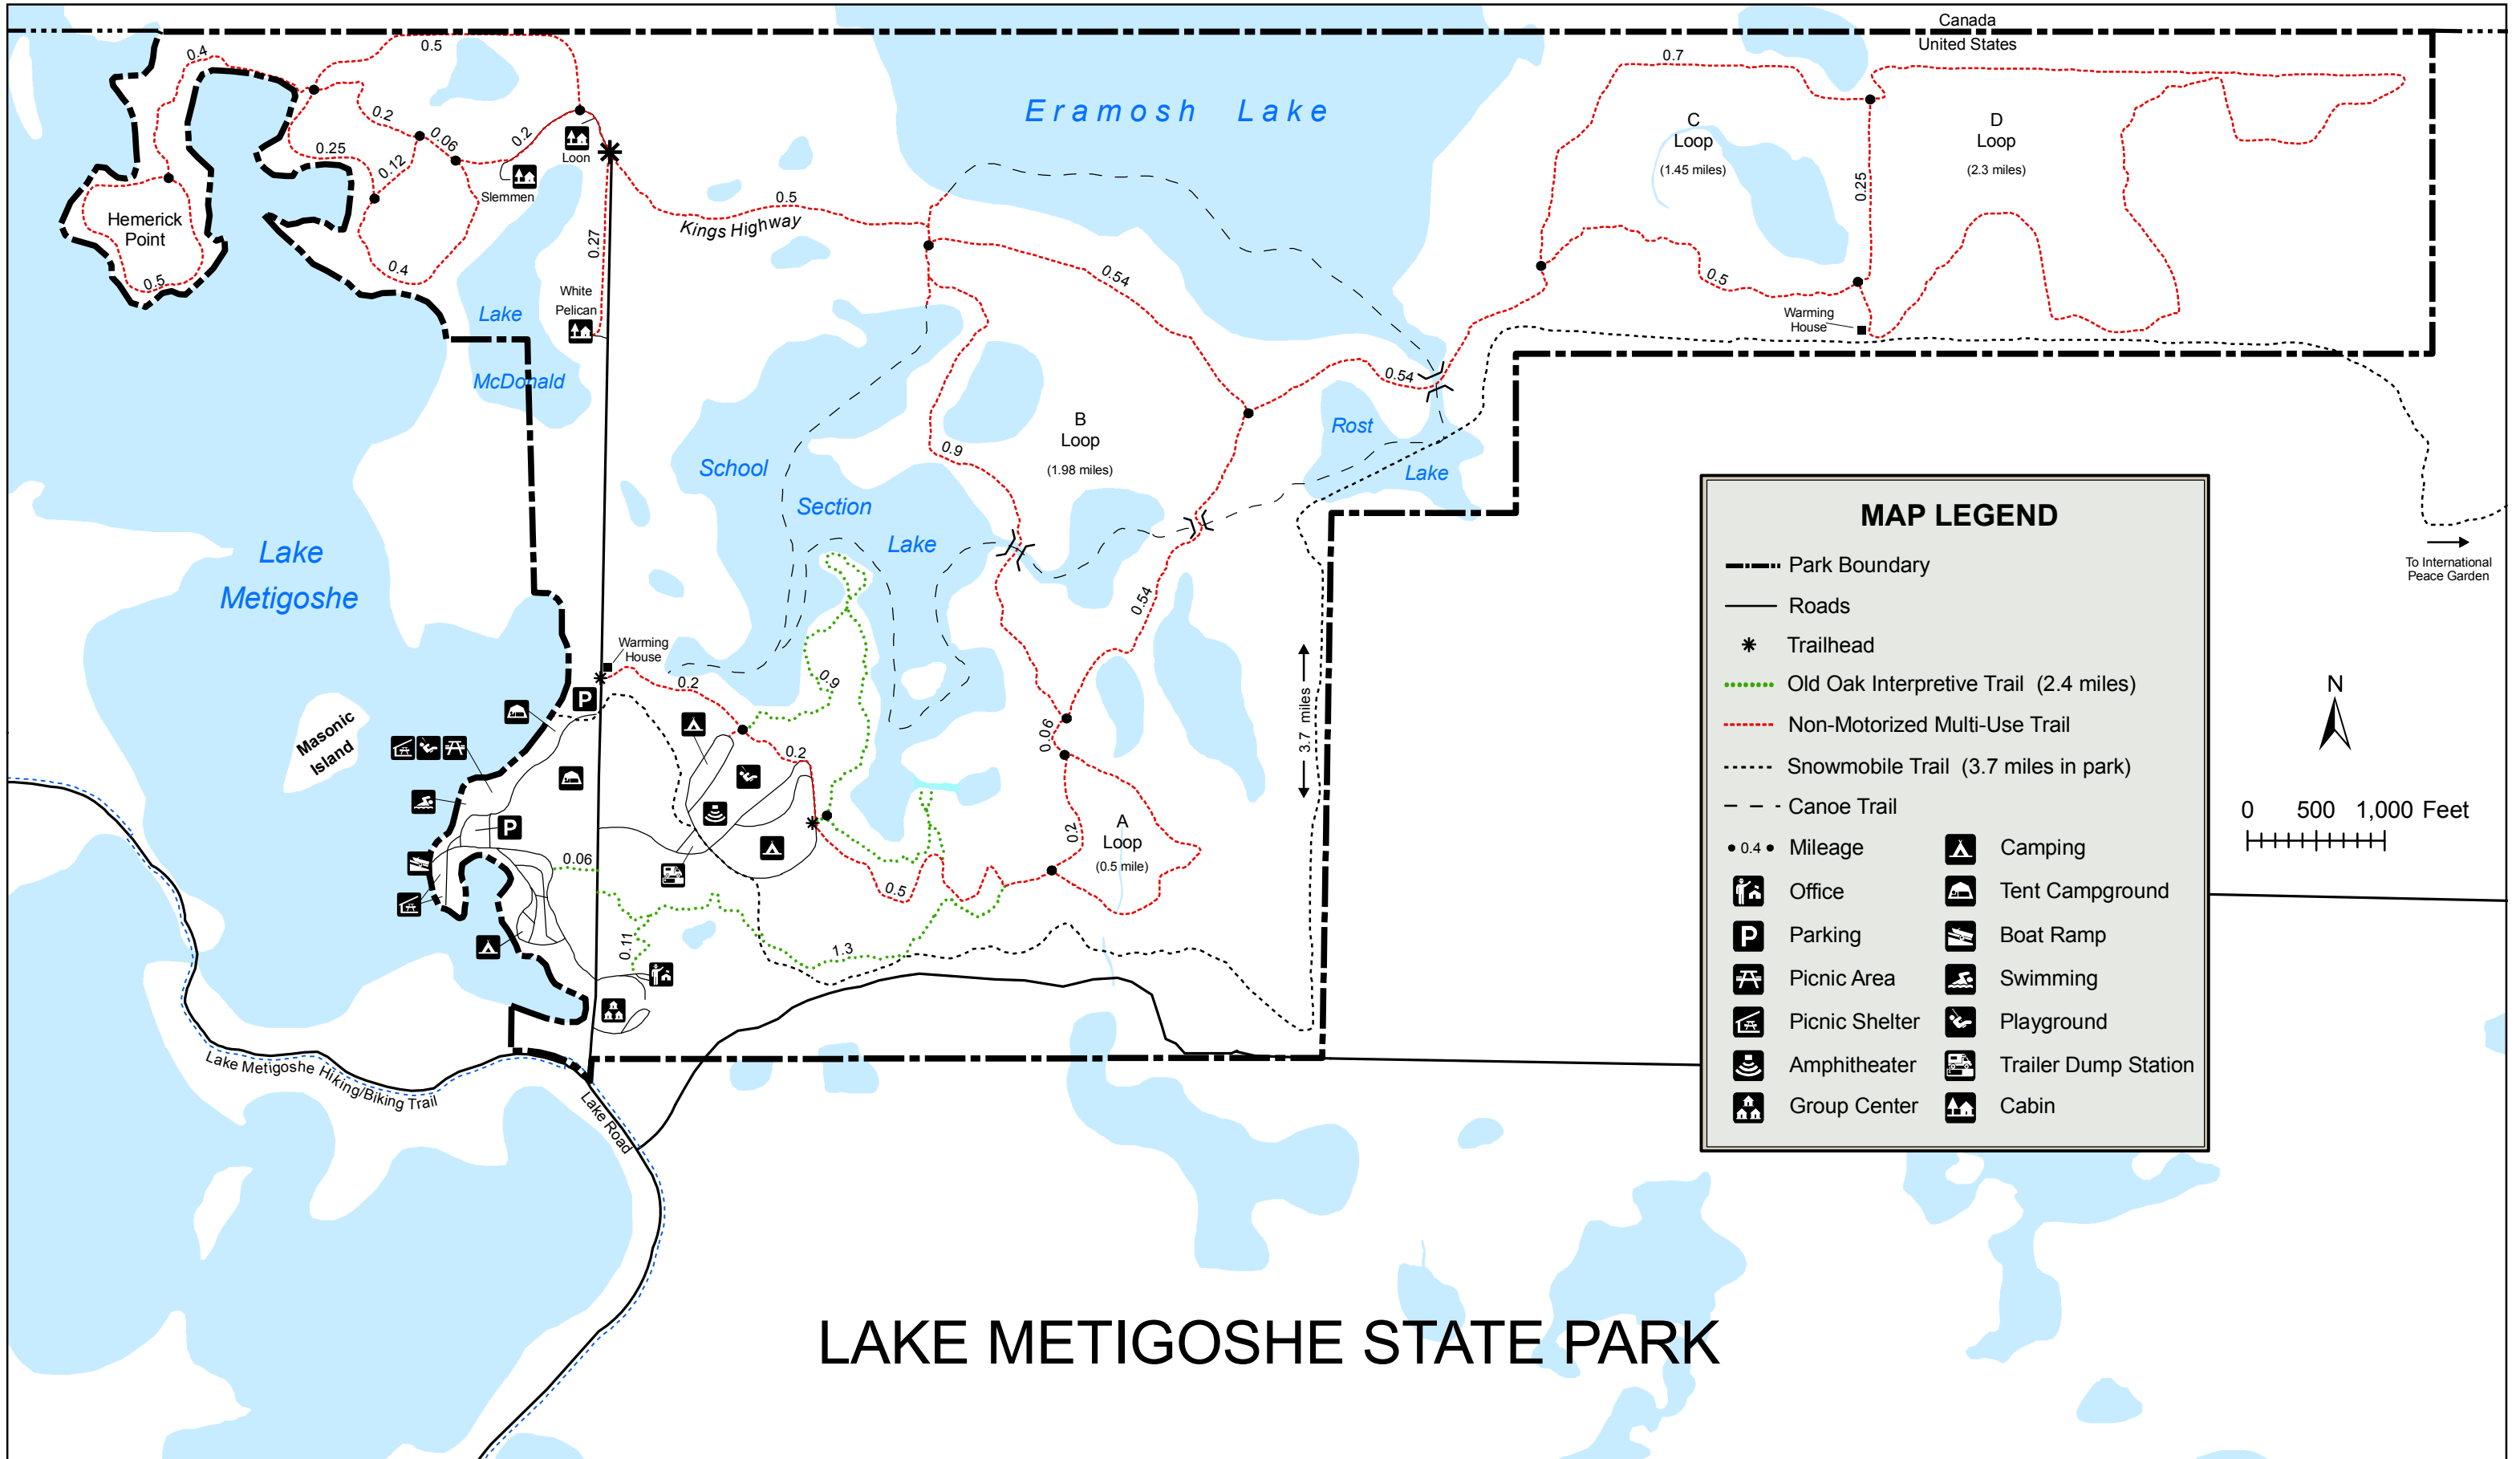 Canada
United States
0.4
0.5
0.7
Eramosh Lake
0.2
0.06
0.2
0.25
0.12
Loon
Slemmen
C
Loop
(1.45 miles)
D
Loop
(2.3 miles)
0.25
Hemerick
Point
0.5
0.4
0.27
0.5
Kings Highway
0.54
0.5
White
Pelican
Lake
McDonald
Warming
House
0.54
B
Loop
(1.98 miles)
0.9
Rost
Lake
School
Section
Lake
Lake
Metigoshe
0.54
Warming
House
0.2
0.9
P
Masonic
Island
0.2
0.06
3.7 miles
A
Loop
(0.5 mile)
0.2
P
0.06
0.5
0.11
1.3
Lake Metigoshe Hiking/Biking Trail
Lake Road
To International
Peace Garden
N
0 500 1,000 Feet
MAP LEGEND
Park Boundary
Roads
Trailhead
Old Oak Interpretive Trail (2.4 miles)
Non-Motorized Multi-Use Trail
Snowmobile Trail (3.7 miles in park)
Canoe Trail
0.4 Mileage
Camping
Office
Tent Campground
P Parking
Boat Ramp
Picnic Area
Swimming
Picnic Shelter
Playground
Amphitheater
Trailer Dump Station
Group Center
Cabin
LAKE METIGOSHE STATE PARK